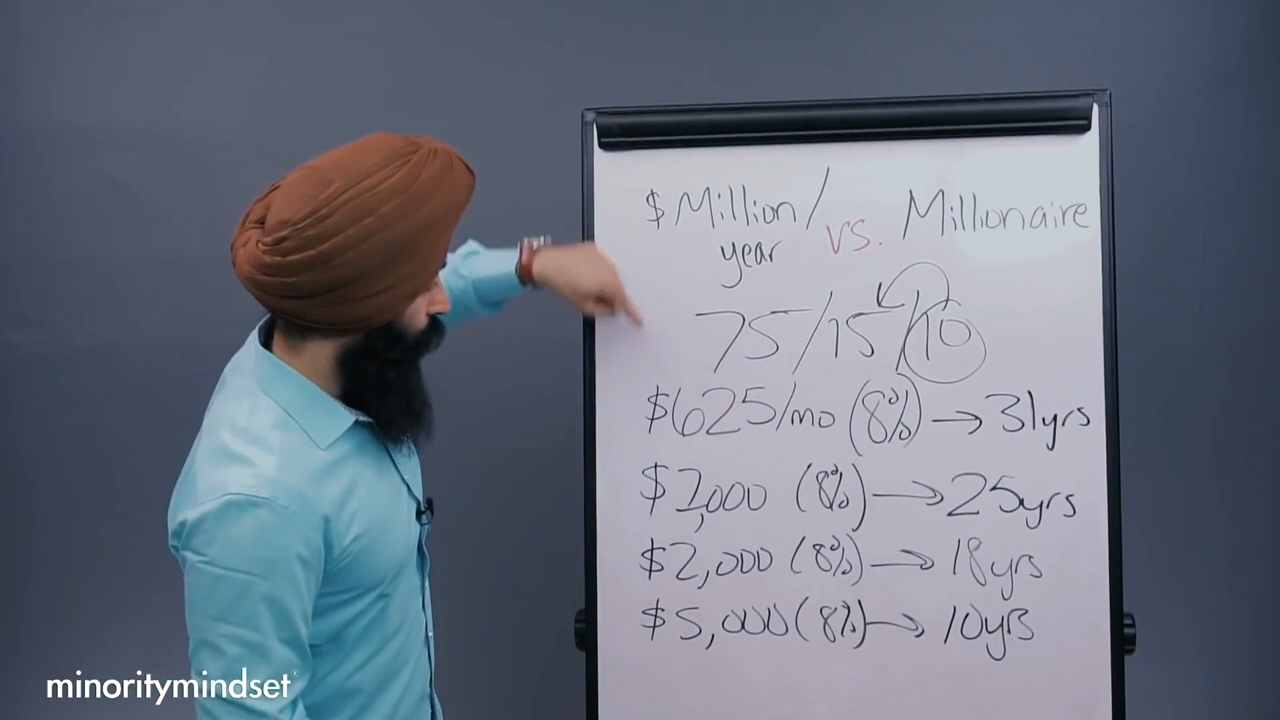 $ Million/ vs. Millionaire
year
75/15/10
$625/mo (8%) → 31yrs
$1,000 (8%) → 25yrs
$2,000 (8%) → 18yrs
$5,000 (8%) → 10yrs
minoritymindset